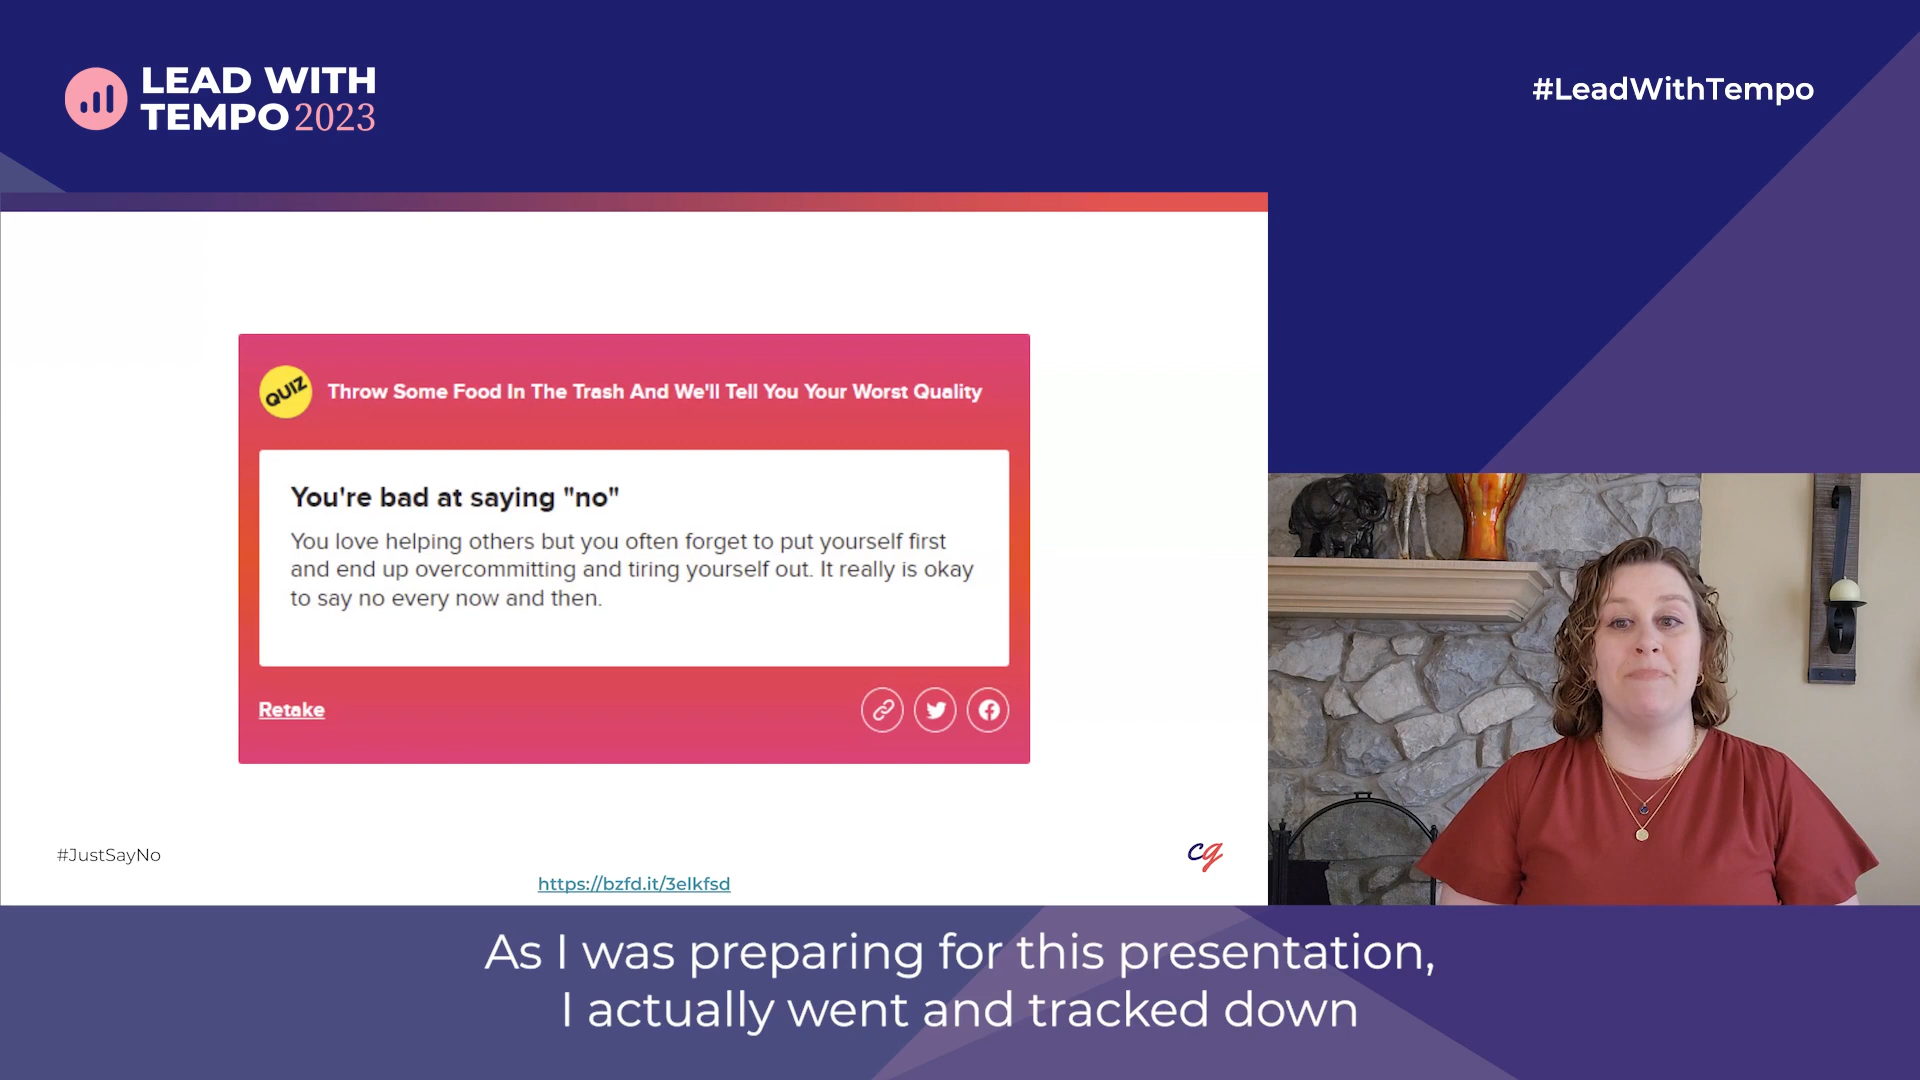 LEAD WITH
TEMPO 2023
#LeadWithTempo
QUIZ
Throw Some Food In The Trash And We'll Tell You Your Worst Quality
You're bad at saying "no"
You love helping others but you often forget to put yourself first
and end up overcommitting and tiring yourself out. It really is okay
to say no every now and then.
Retake
#JustSayNo
cg
https://bzfd.it/3elkfsd
As I was preparing for this presentation,
I actually went and tracked down